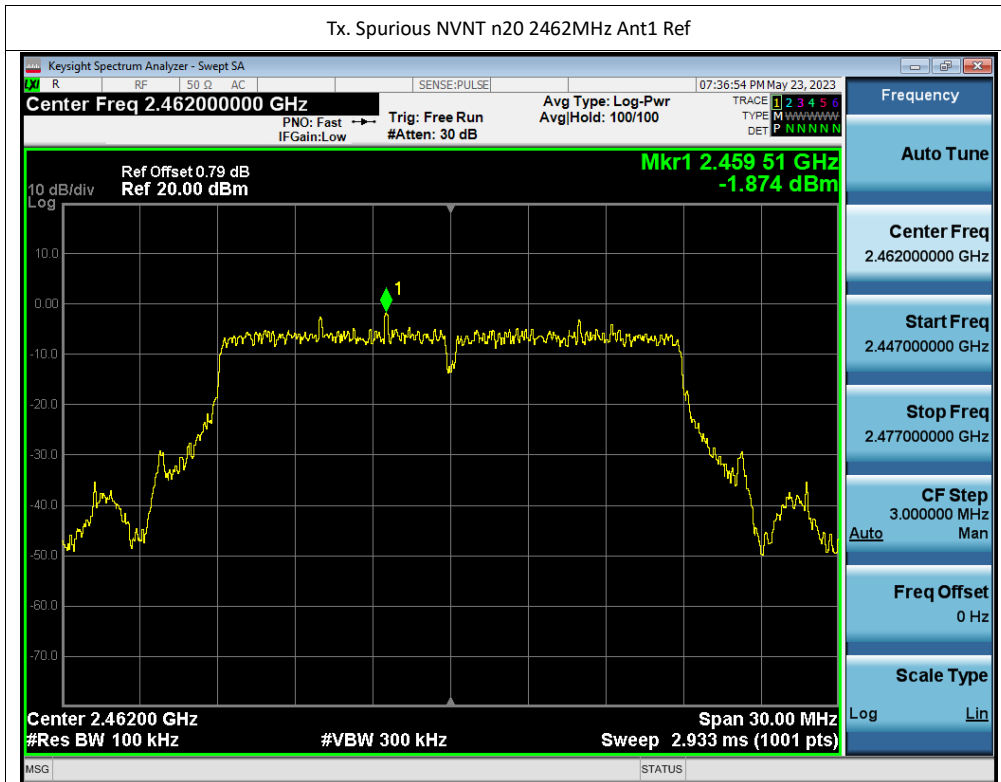 Tx. Spurious NVNT n20 2462MHz Ant1 Ref
Keysight Spectrum Analyzer - Swept SA
LXI R RF 50 Ω AC SENSE:PULSE 07:36:54 PM May 23, 2023
Center Freq 2.462000000 GHz
PNO: Fast
IFGain:Low
Trig: Free Run
#Atten: 30 dB
Avg Type: Log-Pwr
Avg|Hold: 100/100
TRACE 1 2 3 4 5 6
TYPE M W W W W W
DET P N N N N N
Mkr1 2.459 51 GHz
-1.874 dBm
Ref Offset 0.79 dB
10 dB/div Ref 20.00 dBm
Log
10.0
0.00
-10.0
-20.0
-30.0
-40.0
-50.0
-60.0
-70.0
1
Center 2.46200 GHz Span 30.00 MHz
#Res BW 100 kHz #VBW 300 kHz Sweep 2.933 ms (1001 pts)
MSG STATUS
Frequency
Auto Tune
Center Freq
2.462000000 GHz
Start Freq
2.447000000 GHz
Stop Freq
2.477000000 GHz
CF Step
3.000000 MHz
Auto Man
Freq Offset
0 Hz
Scale Type
Log Lin